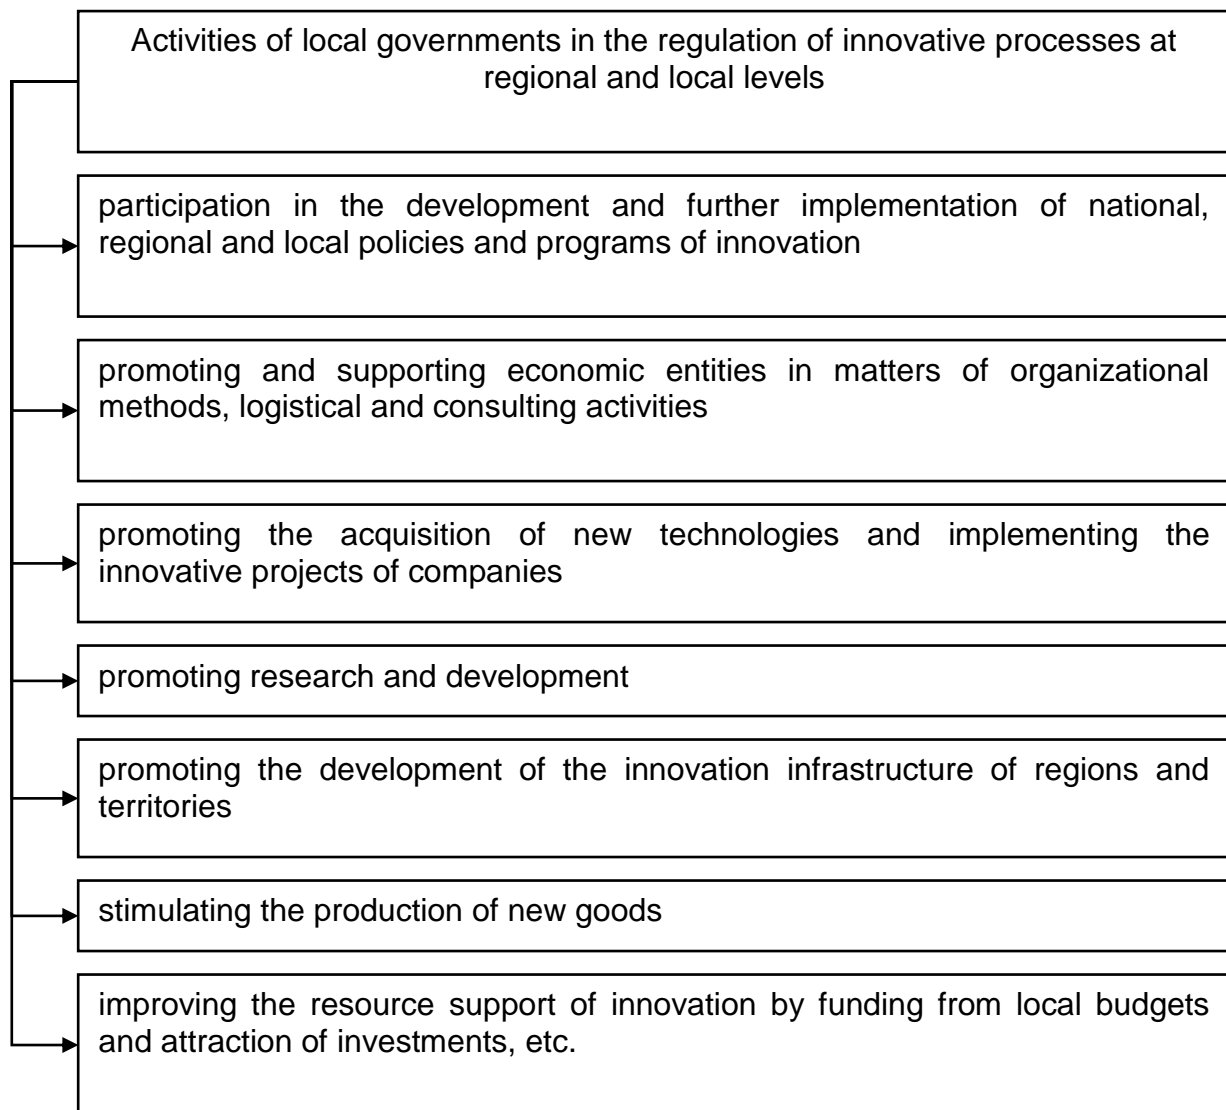 Activities of local governments in the regulation of innovative processes at
regional and local levels
participation in the development and further implementation of national,
regional and local policies and programs of innovation
promoting and supporting economic entities in matters of organizational
methods, logistical and consulting activities
promoting the acquisition of new technologies and implementing the
innovative projects of companies
promoting research and development
promoting the development of the innovation infrastructure of regions and
territories
stimulating the production of new goods
improving the resource support of innovation by funding from local budgets
and attraction of investments, etc.